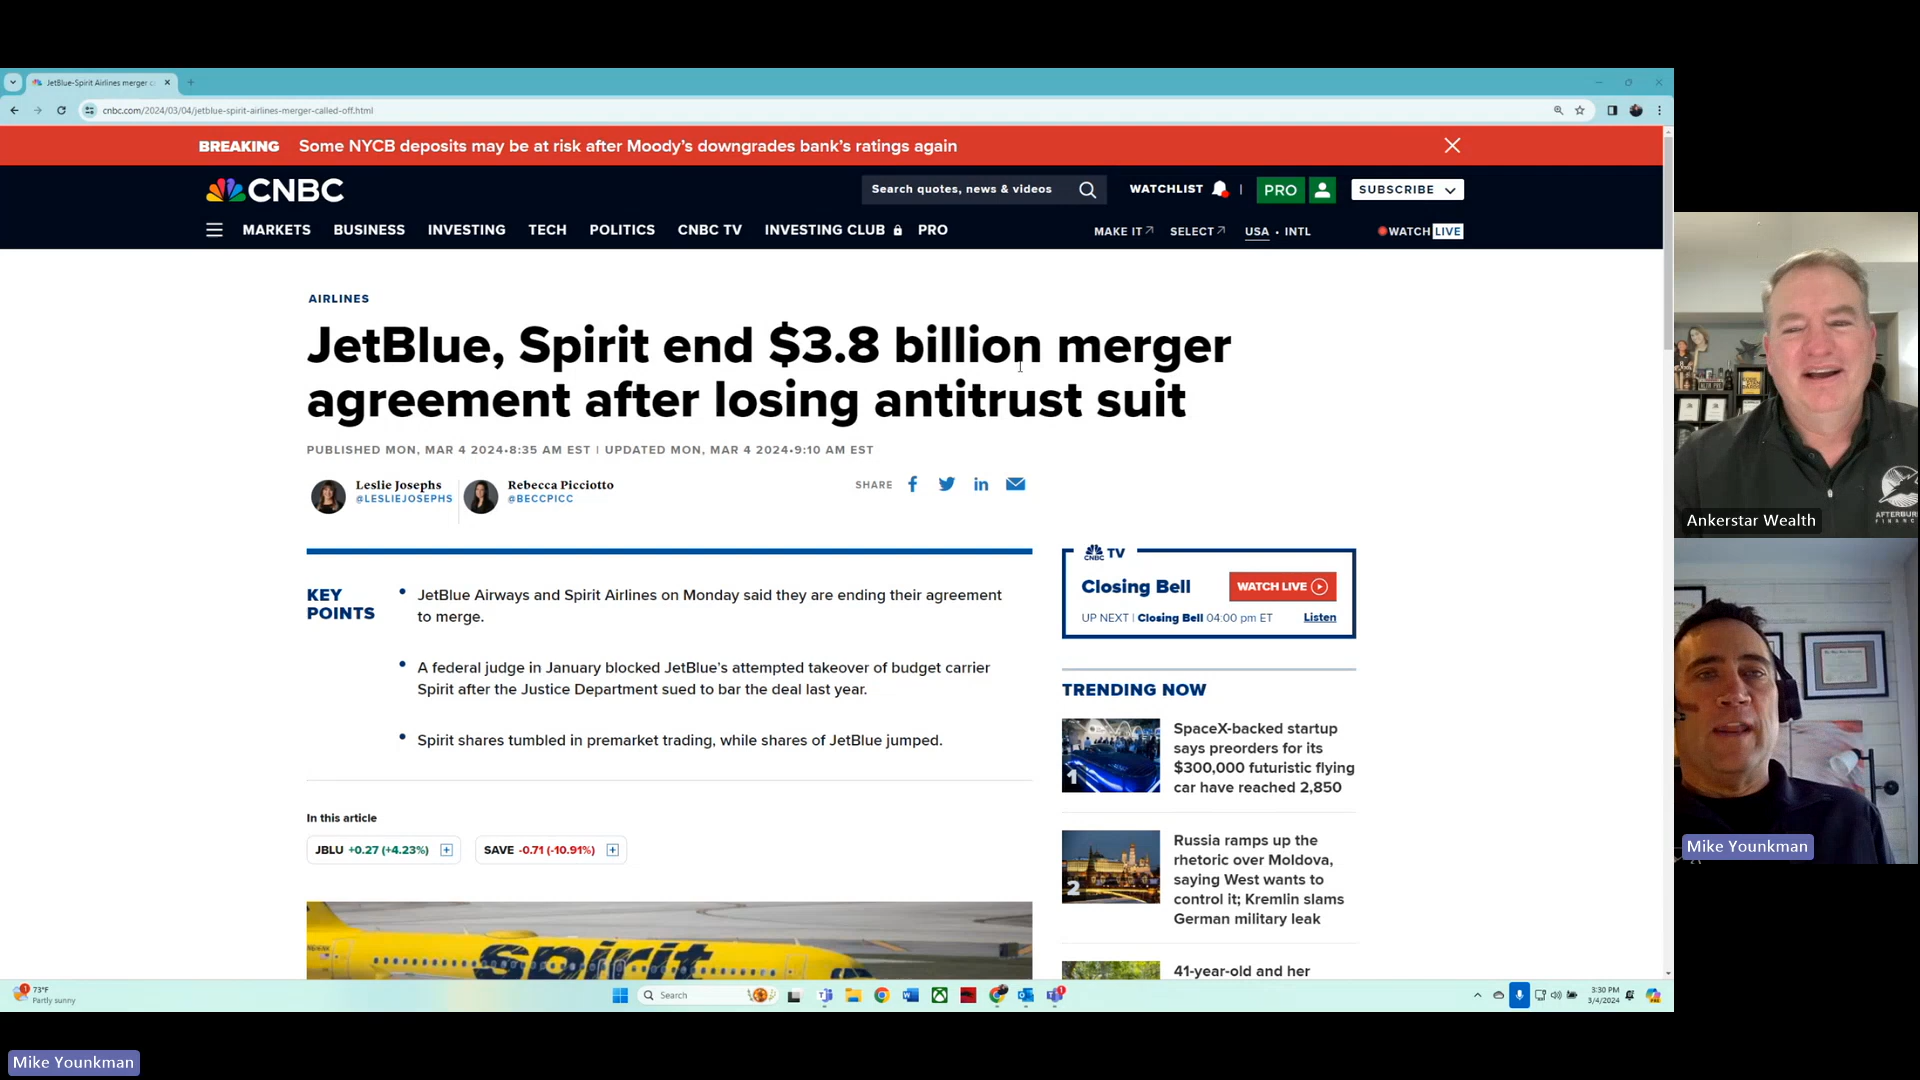 JetBlue-Spirit Airlines merger c
cnbc.com/2024/03/04/jetblue-spirit-airlines-merger-called-off.html
BREAKING Some NYCB deposits may be at risk after Moody's downgrades bank's ratings again
CNBC
Search quotes, news & videos
WATCHLIST
PRO
SUBSCRIBE
MARKETS BUSINESS INVESTING TECH POLITICS CNBC TV INVESTING CLUB PRO
MAKE IT SELECT USA • INTL WATCH LIVE
AIRLINES
JetBlue, Spirit end $3.8 billion merger
agreement after losing antitrust suit
PUBLISHED MON, MAR 4 2024•8:35 AM EST | UPDATED MON, MAR 4 2024•9:10 AM EST
Leslie Josephs
@LESLIEJOSEPHS
Rebecca Picciotto
@BECCPICC
SHARE
KEY
POINTS
JetBlue Airways and Spirit Airlines on Monday said they are ending their agreement
to merge.
A federal judge in January blocked JetBlue's attempted takeover of budget carrier
Spirit after the Justice Department sued to bar the deal last year.
Spirit shares tumbled in premarket trading, while shares of JetBlue jumped.
In this article
JBLU +0.27 (+4.23%)
SAVE -0.71 (-10.91%)
spirit
CNBC TV
Closing Bell
WATCH LIVE
UP NEXT | Closing Bell 04:00 pm ET
Listen
TRENDING NOW
1
SpaceX-backed startup
says preorders for its
$300,000 futuristic flying
car have reached 2,850
2
Russia ramps up the
rhetoric over Moldova,
saying West wants to
control it; Kremlin slams
German military leak
41-year-old and her
Ankerstar Wealth
Mike Younkman
73°F
Partly sunny
Search
3:30 PM
3/4/2024
Mike Younkman